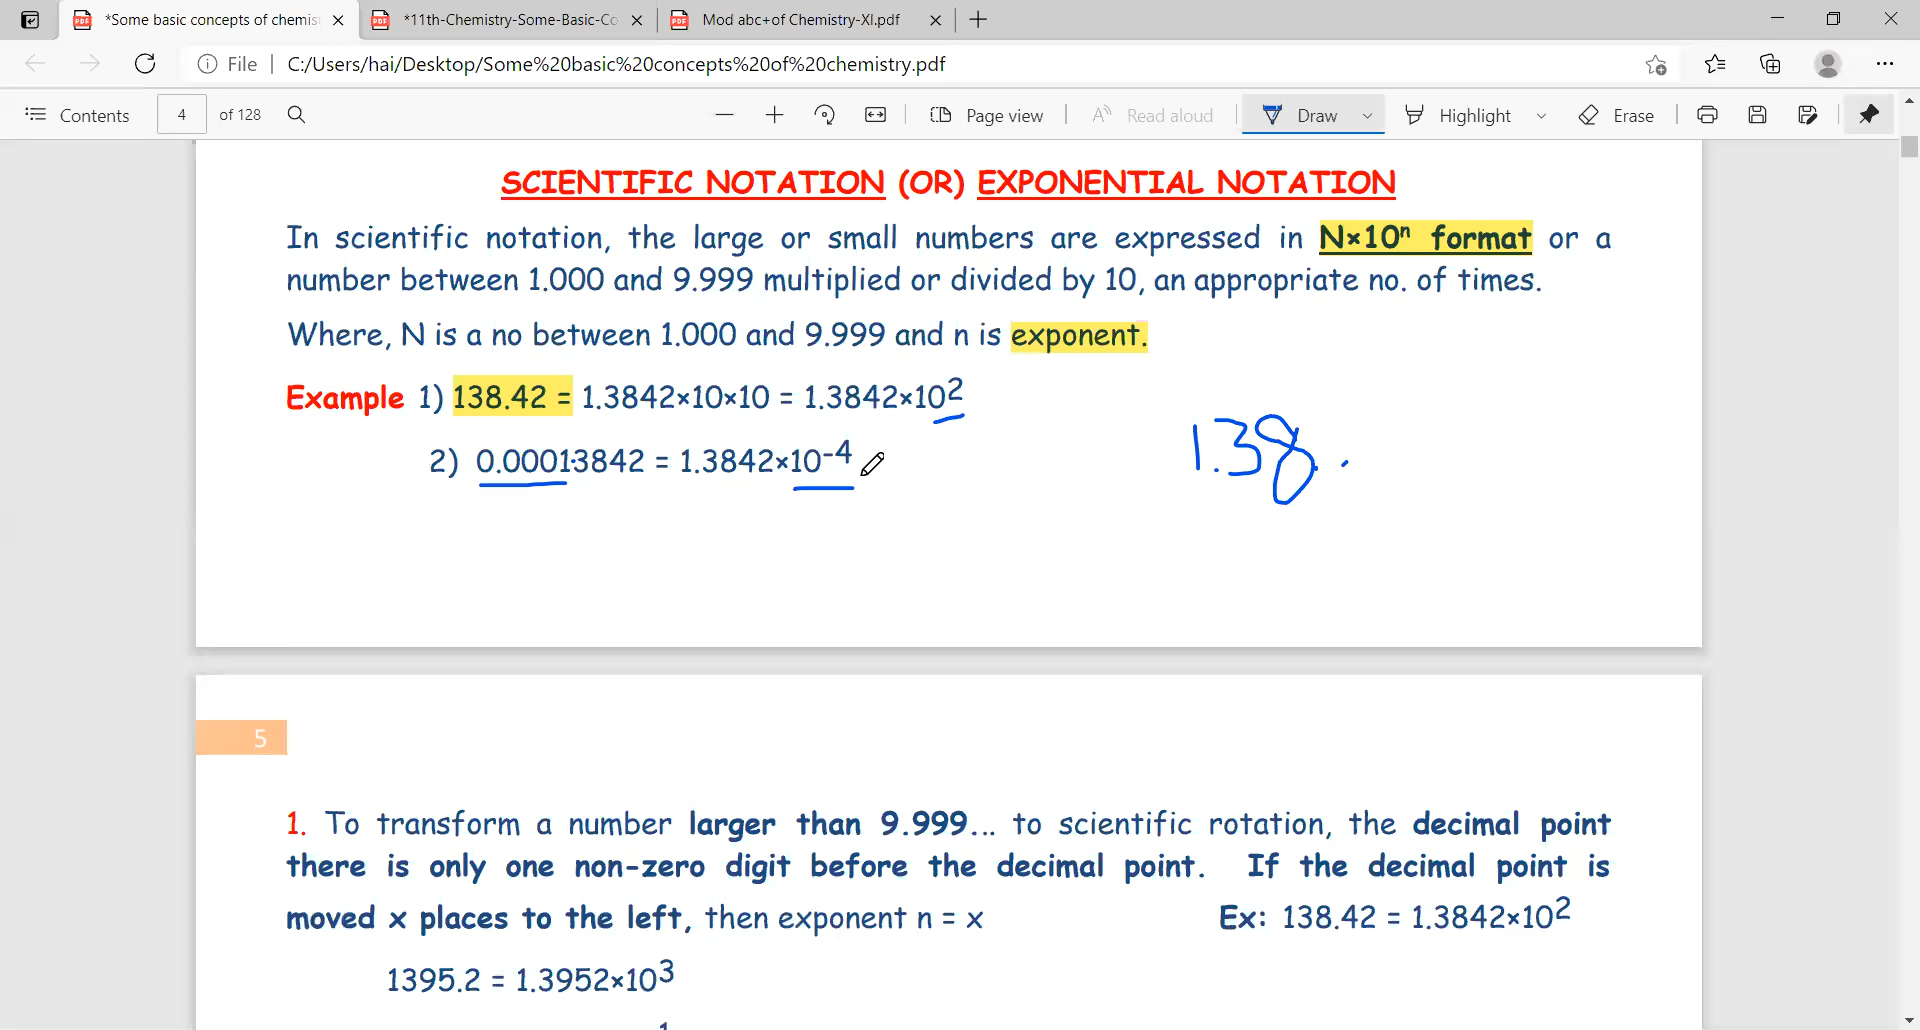 *Some basic concepts of chemis
*11th-Chemistry-Some-Basic-Co
Mod abc+of Chemistry-XI.pdf
File
C:/Users/hai/Desktop/Some%20basic%20concepts%20of%20chemistry.pdf
Contents
4 of 128
Page view
Read aloud
Draw
Highlight
Erase
SCIENTIFIC NOTATION (OR) EXPONENTIAL NOTATION
In scientific notation, the large or small numbers are expressed in N×10ⁿ format or a
number between 1.000 and 9.999 multiplied or divided by 10, an appropriate no. of times.
Where, N is a no between 1.000 and 9.999 and n is exponent.
Example 1) 138.42 = 1.3842×10×10 = 1.3842×10²
2) 0.00013842 = 1.3842×10⁻⁴
1.38.
5
1. To transform a number larger than 9.999... to scientific rotation, the decimal point
there is only one non-zero digit before the decimal point. If the decimal point is
moved x places to the left, then exponent n = x
Ex: 138.42 = 1.3842×10²
1395.2 = 1.3952×10³